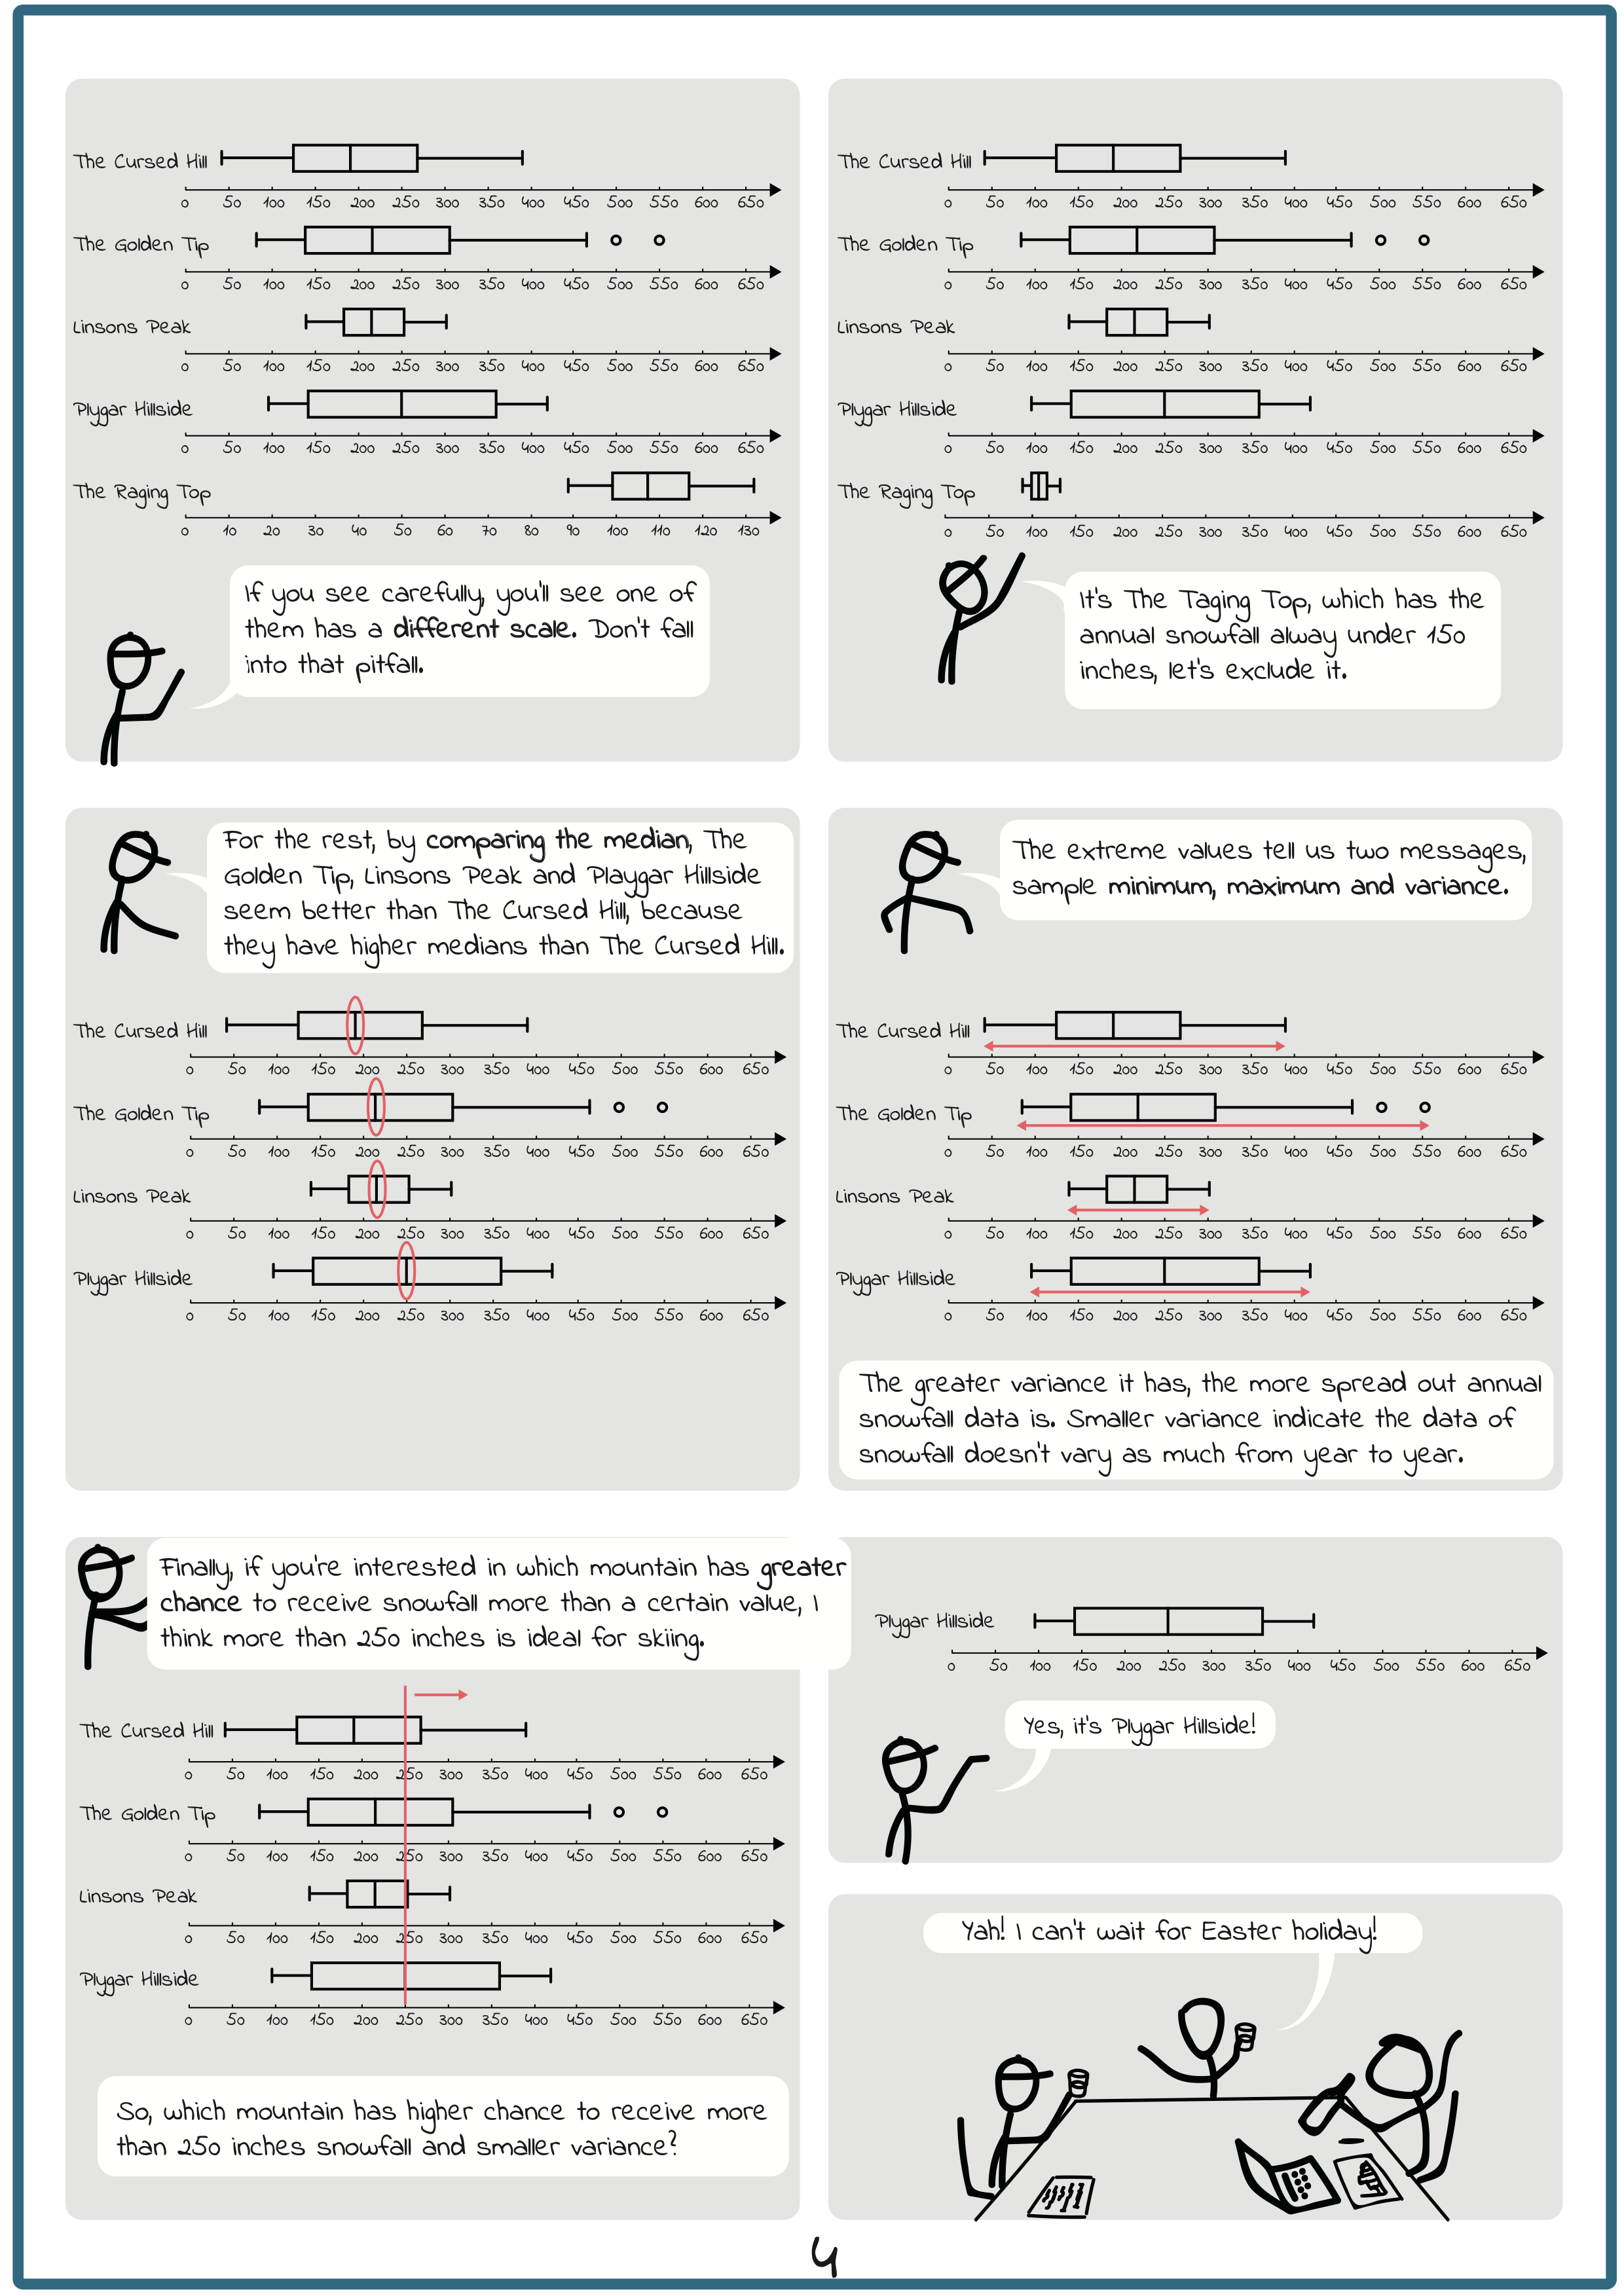 The Cursed Hill
0 50 100 150 200 250 300 350 400 450 500 550 600 650
The Golden Tip
0 50 100 150 200 250 300 350 400 450 500 550 600 650
Linsons Peak
0 50 100 150 200 250 300 350 400 450 500 550 600 650
Plygar Hillside
0 50 100 150 200 250 300 350 400 450 500 550 600 650
The Raging Top
0 10 20 30 40 50 60 70 80 90 100 110 120 130
If you see carefully, you'll see one of
them has a different scale. Don't fall
into that pitfall.
The Cursed Hill
0 50 100 150 200 250 300 350 400 450 500 550 600 650
The Golden Tip
0 50 100 150 200 250 300 350 400 450 500 550 600 650
Linsons Peak
0 50 100 150 200 250 300 350 400 450 500 550 600 650
Plygar Hillside
0 50 100 150 200 250 300 350 400 450 500 550 600 650
The Raging Top
0 50 100 150 200 250 300 350 400 450 500 550 600 650
It's The Taging Top, which has the
annual snowfall alway under 150
inches, let's exclude it.
For the rest, by comparing the median, The
Golden Tip, Linsons Peak and Playgar Hillside
seem better than The Cursed Hill, because
they have higher medians than The Cursed Hill.
The Cursed Hill
0 50 100 150 200 250 300 350 400 450 500 550 600 650
The Golden Tip
0 50 100 150 200 250 300 350 400 450 500 550 600 650
Linsons Peak
0 50 100 150 200 250 300 350 400 450 500 550 600 650
Plygar Hillside
0 50 100 150 200 250 300 350 400 450 500 550 600 650
The extreme values tell us two messages,
sample minimum, maximum and variance.
The Cursed Hill
0 50 100 150 200 250 300 350 400 450 500 550 600 650
The Golden Tip
0 50 100 150 200 250 300 350 400 450 500 550 600 650
Linsons Peak
0 50 100 150 200 250 300 350 400 450 500 550 600 650
Plygar Hillside
0 50 100 150 200 250 300 350 400 450 500 550 600 650
The greater variance it has, the more spread out annual
snowfall data is. Smaller variance indicate the data of
snowfall doesn't vary as much from year to year.
Finally, if you're interested in which mountain has greater
chance to receive snowfall more than a certain value, I
think more than 250 inches is ideal for skiing.
The Cursed Hill
0 50 100 150 200 250 300 350 400 450 500 550 600 650
The Golden Tip
0 50 100 150 200 250 300 350 400 450 500 550 600 650
Linsons Peak
0 50 100 150 200 250 300 350 400 450 500 550 600 650
Plygar Hillside
0 50 100 150 200 250 300 350 400 450 500 550 600 650
So, which mountain has higher chance to receive more
than 250 inches snowfall and smaller variance?
Plygar Hillside
0 50 100 150 200 250 300 350 400 450 500 550 600 650
Yes, it's Plygar Hillside!
Yah! I can't wait for Easter holiday!
4